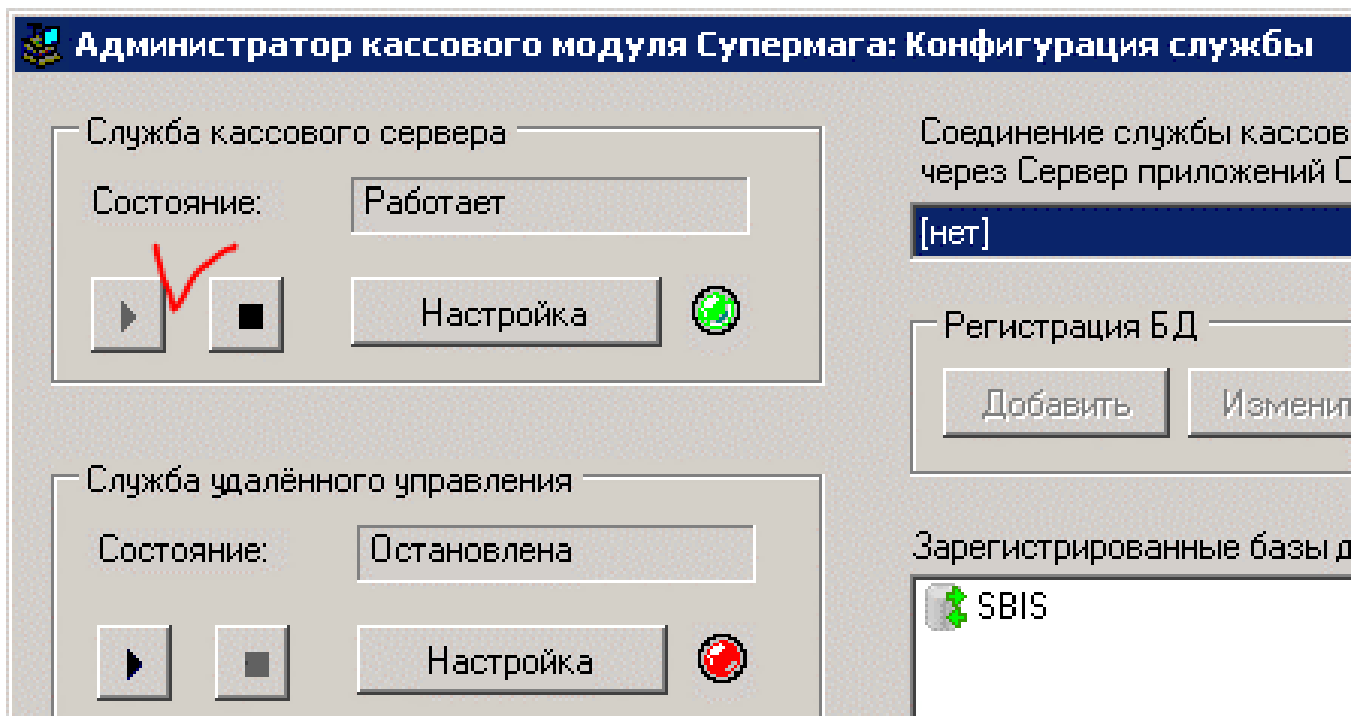 Администратор кассового модуля Супермага: Конфигурация службы
Служба кассового сервера
Состояние:
Работает
Настройка
Служба удалённого управления
Состояние:
Остановлена
Настройка
Соединение службы кассов
через Сервер приложений
[нет]
Регистрация БД
Добавить
Изменит
Зарегистрированные базы д
SBIS